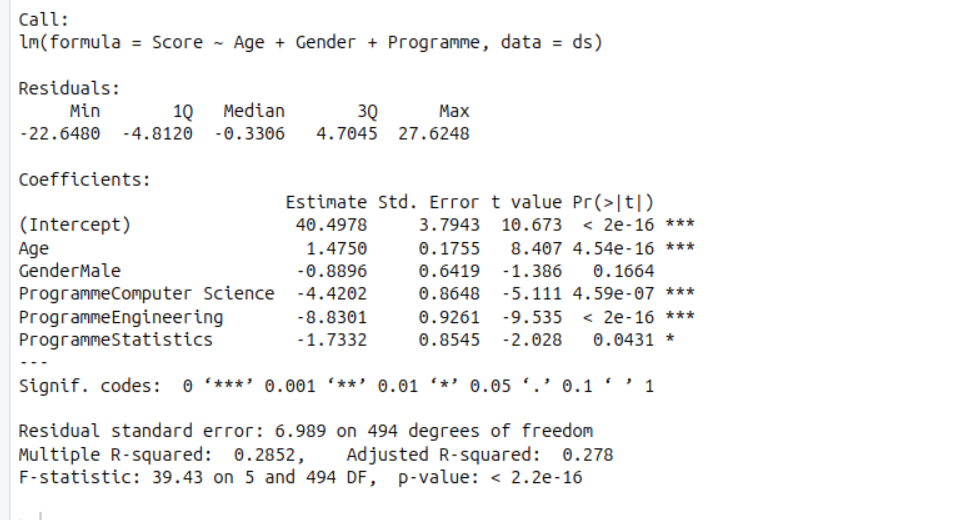 Call:
lm(formula = Score ~ Age + Gender + Programme, data = ds)
Residuals:
     Min       1Q   Median       3Q      Max
-22.6480  -4.8120  -0.3306   4.7045  27.6248
Coefficients:
                          Estimate Std. Error t value Pr(>|t|)
(Intercept)                40.4978     3.7943  10.673  < 2e-16 ***
Age                         1.4750     0.1755   8.407 4.54e-16 ***
GenderMale                 -0.8896     0.6419  -1.386   0.1664
ProgrammeComputer Science  -4.4202     0.8648  -5.111 4.59e-07 ***
ProgrammeEngineering       -8.8301     0.9261  -9.535  < 2e-16 ***
ProgrammeStatistics        -1.7332     0.8545  -2.028   0.0431 *
---
Signif. codes:  0 ‘***’ 0.001 ‘**’ 0.01 ‘*’ 0.05 ‘.’ 0.1 ‘ ’ 1
Residual standard error: 6.989 on 494 degrees of freedom
Multiple R-squared:  0.2852,    Adjusted R-squared:  0.278
F-statistic: 39.43 on 5 and 494 DF,  p-value: < 2.2e-16